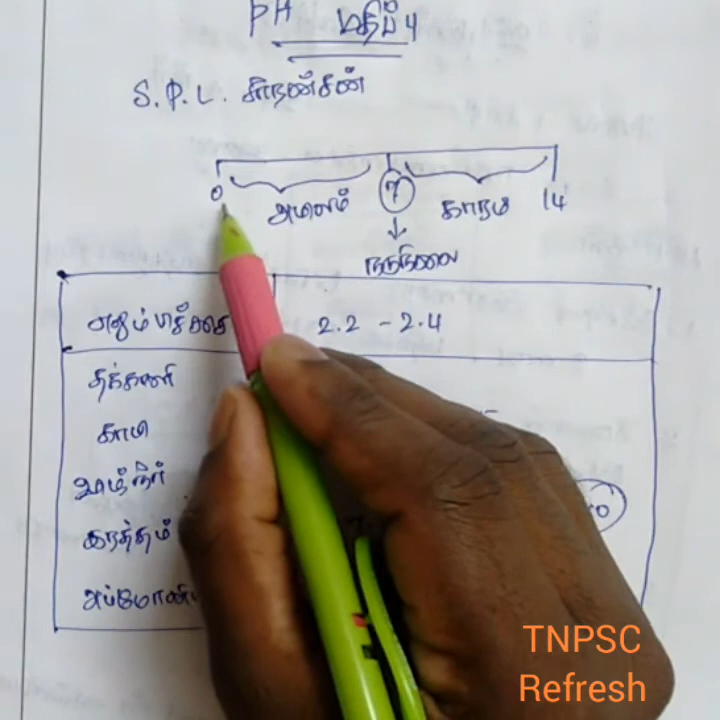 PH மதிப்பு
S.P.L. சாரன்சன்
0 அமிலம் 7 காரம் 14
நடுநிலை
எலுமிச்சை 2.2 - 2.4
தக்காளி
காபி
உமிழ்நீர்
இரத்தம்
அம்மோனி
TNPSC
Refresh